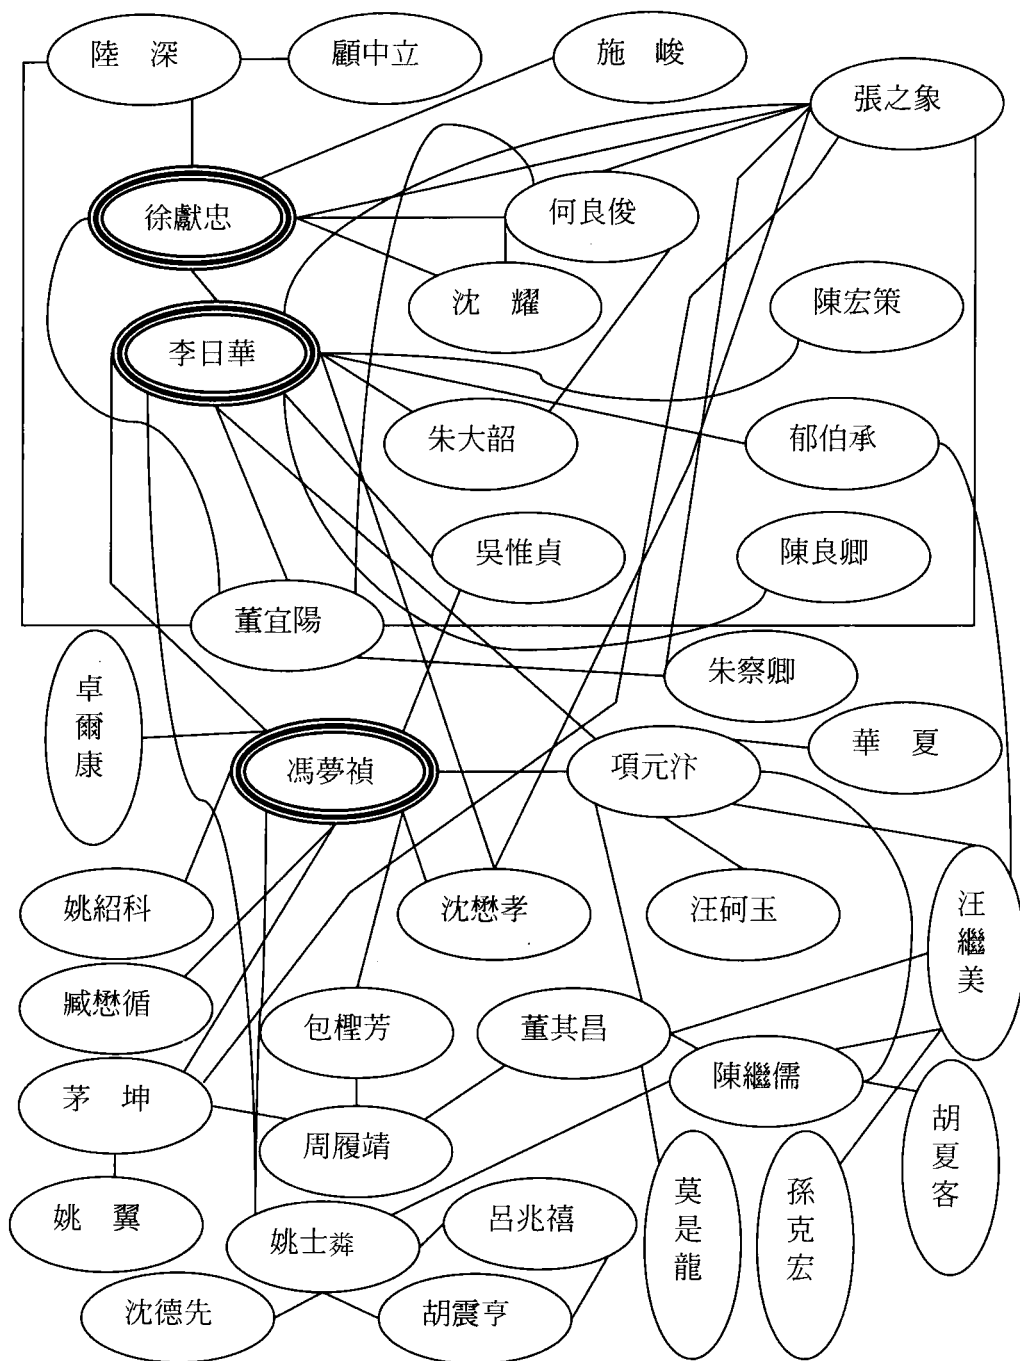 陸　深
顧中立
施　峻
張之象
徐獻忠
何良俊
沈　耀
陳宏策
李日華
朱大韶
郁伯承
吳惟貞
陳良卿
董宜陽
朱察卿
卓爾康
馮夢禎
項元汴
華　夏
姚紹科
沈懋孝
汪砢玉
汪繼美
臧懋循
包檉芳
董其昌
陳繼儒
茅　坤
周履靖
胡夏客
姚　翼
姚士粦
呂兆禧
莫是龍
孫克宏
沈德先
胡震亨